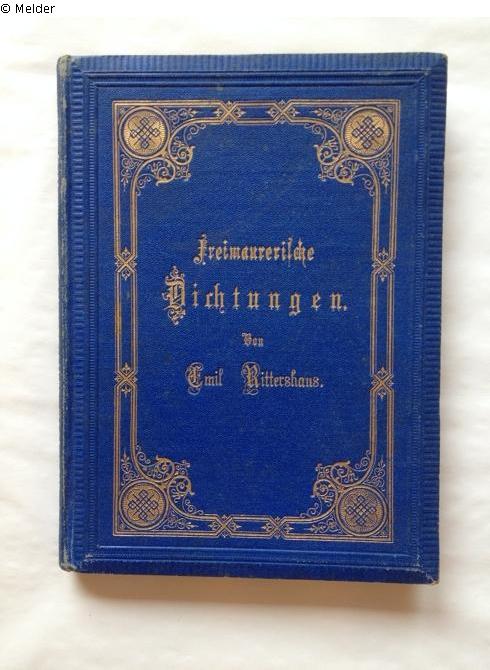 © Melder
Freimaurerische
Dichtungen.
Von
Emil Rittershaus.